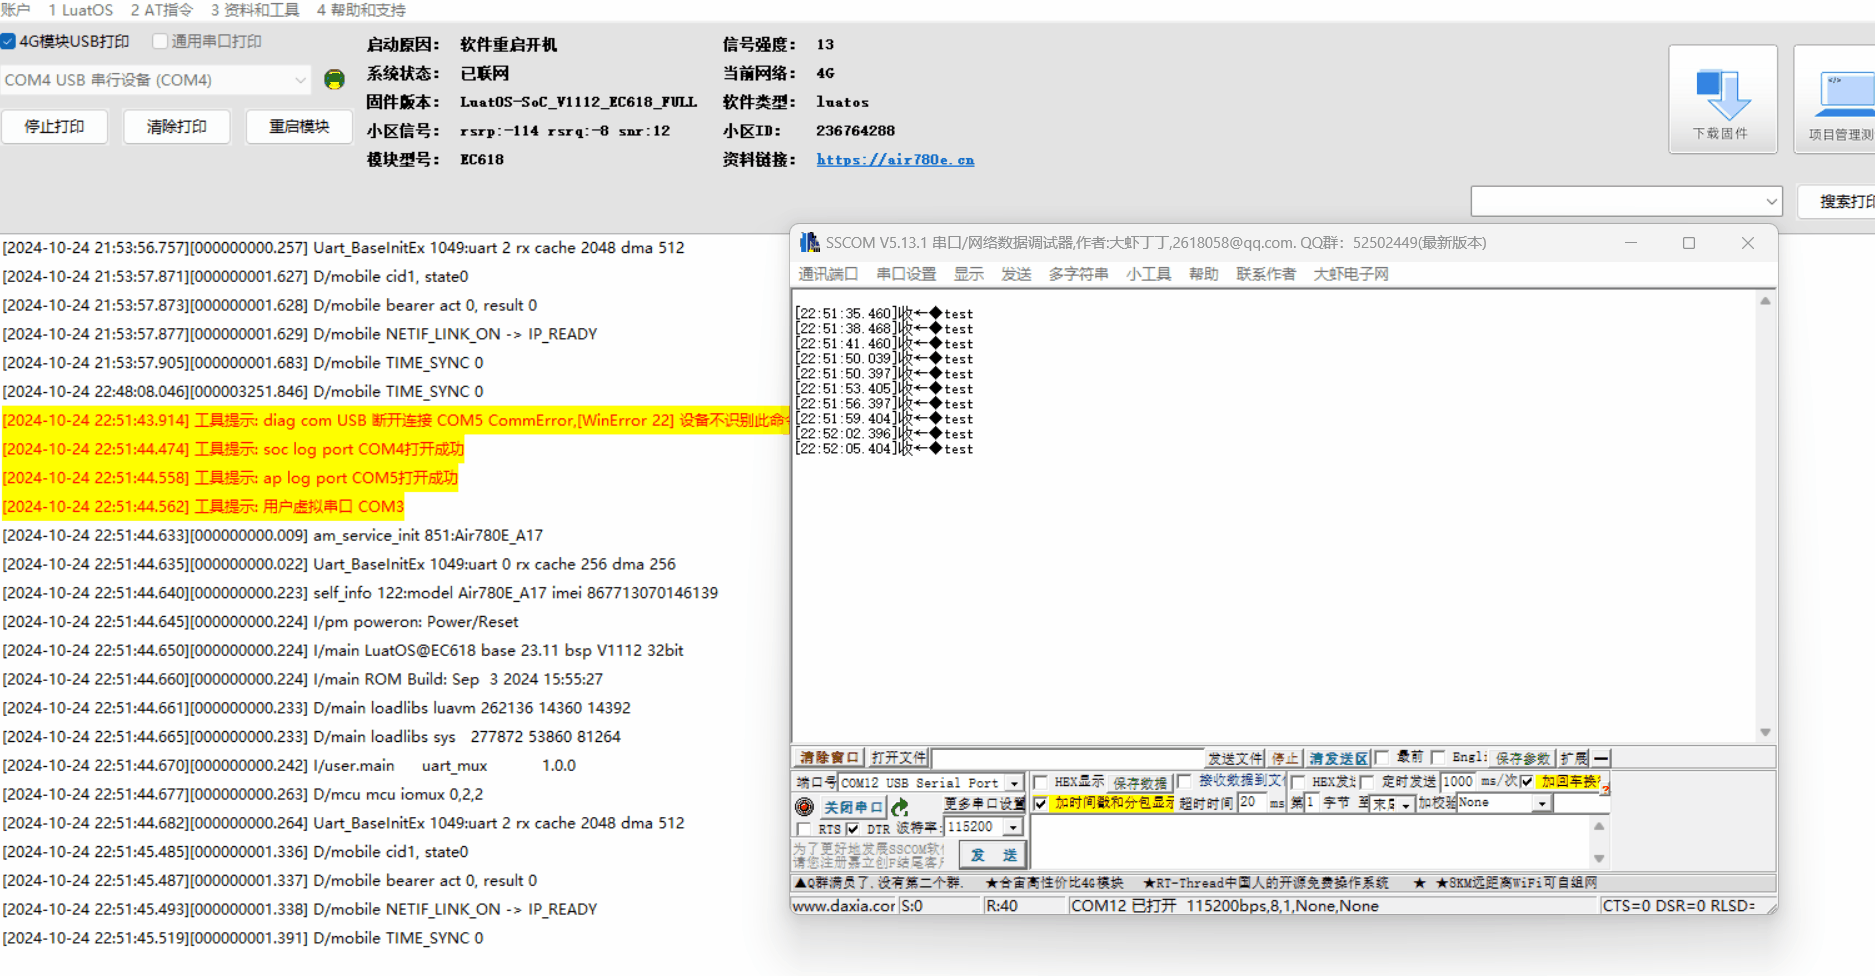 账户 1 LuatOS 2 AT指令 3 资料和工具 4 帮助和支持
4G模块USB打印 通用串口打印
COM4 USB 串行设备 (COM4)
停止打印 清除打印 重启模块
启动原因: 软件重启开机 信号强度: 13
系统状态: 已联网 当前网络: 4G
固件版本: LuatOS-SoC_V1112_EC618_FULL 软件类型: luatos
小区信号: rsrp:-114 rsrq:-8 snr:12 小区ID: 236764288
模块型号: EC618 资料链接: https://air780e.cn
下载固件 项目管理测
搜索打印
[2024-10-24 21:53:56.757][000000000.257] Uart_BaseInitEx 1049:uart 2 rx cache 2048 dma 512
[2024-10-24 21:53:57.871][000000001.627] D/mobile cid1, state0
[2024-10-24 21:53:57.873][000000001.628] D/mobile bearer act 0, result 0
[2024-10-24 21:53:57.877][000000001.629] D/mobile NETIF_LINK_ON -> IP_READY
[2024-10-24 21:53:57.905][000000001.683] D/mobile TIME_SYNC 0
[2024-10-24 22:48:08.046][000003251.846] D/mobile TIME_SYNC 0
[2024-10-24 22:51:43.914] 工具提示: diag com USB 断开连接 COM5 CommError,[WinError 22] 设备不识别此命令
[2024-10-24 22:51:44.474] 工具提示: soc log port COM4打开成功
[2024-10-24 22:51:44.558] 工具提示: ap log port COM5打开成功
[2024-10-24 22:51:44.562] 工具提示: 用户虚拟串口 COM3
[2024-10-24 22:51:44.633][000000000.009] am_service_init 851:Air780E_A17
[2024-10-24 22:51:44.635][000000000.022] Uart_BaseInitEx 1049:uart 0 rx cache 256 dma 256
[2024-10-24 22:51:44.640][000000000.223] self_info 122:model Air780E_A17 imei 867713070146139
[2024-10-24 22:51:44.645][000000000.224] I/pm poweron: Power/Reset
[2024-10-24 22:51:44.650][000000000.224] I/main LuatOS@EC618 base 23.11 bsp V1112 32bit
[2024-10-24 22:51:44.660][000000000.224] I/main ROM Build: Sep  3 2024 15:55:27
[2024-10-24 22:51:44.661][000000000.233] D/main loadlibs luavm 262136 14360 14392
[2024-10-24 22:51:44.665][000000000.233] D/main loadlibs sys   277872 53860 81264
[2024-10-24 22:51:44.670][000000000.242] I/user.main uart_mux 1.0.0
[2024-10-24 22:51:44.677][000000000.263] D/mcu mcu iomux 0,2,2
[2024-10-24 22:51:44.682][000000000.264] Uart_BaseInitEx 1049:uart 2 rx cache 2048 dma 512
[2024-10-24 22:51:45.485][000000001.336] D/mobile cid1, state0
[2024-10-24 22:51:45.487][000000001.337] D/mobile bearer act 0, result 0
[2024-10-24 22:51:45.493][000000001.338] D/mobile NETIF_LINK_ON -> IP_READY
[2024-10-24 22:51:45.519][000000001.391] D/mobile TIME_SYNC 0
SSCOM V5.13.1 串口/网络数据调试器,作者:大虾丁丁,2618058@qq.com. QQ群: 52502449(最新版本)
通讯端口 串口设置 显示 发送 多字符串 小工具 帮助 联系作者 大虾电子网
[22:51:35.460]收←◆test
[22:51:38.468]收←◆test
[22:51:41.460]收←◆test
[22:51:50.039]收←◆test
[22:51:50.397]收←◆test
[22:51:53.405]收←◆test
[22:51:56.397]收←◆test
[22:51:59.404]收←◆test
[22:52:02.396]收←◆test
[22:52:05.404]收←◆test
清除窗口 打开文件 发送文件 停止 清发送区 最前 Engli 保存参数 扩展 —
端口号 COM12 USB Serial Port HEX显示 保存数据 接收数据到文 HEX发 定时发送 1000 ms/次 加回车换行
关闭串口 更多串口设置 加时间戳和分包显示 超时时间 20 ms 第1 字节 至 末尾 加校验 None
RTS DTR 波特率: 115200
为了更好地发展SSCOM软件
请您注册嘉立创F结尾客户
发 送
▲Q群满员了,没有第二个群. ★合宙高性价比4G模块 ★RT-Thread中国人的开源免费操作系统 ★ ★8KM远距离WiFi可自组网
www.daxia.cor S:0 R:40 COM12 已打开 115200bps,8,1,None,None CTS=0 DSR=0 RLSD=